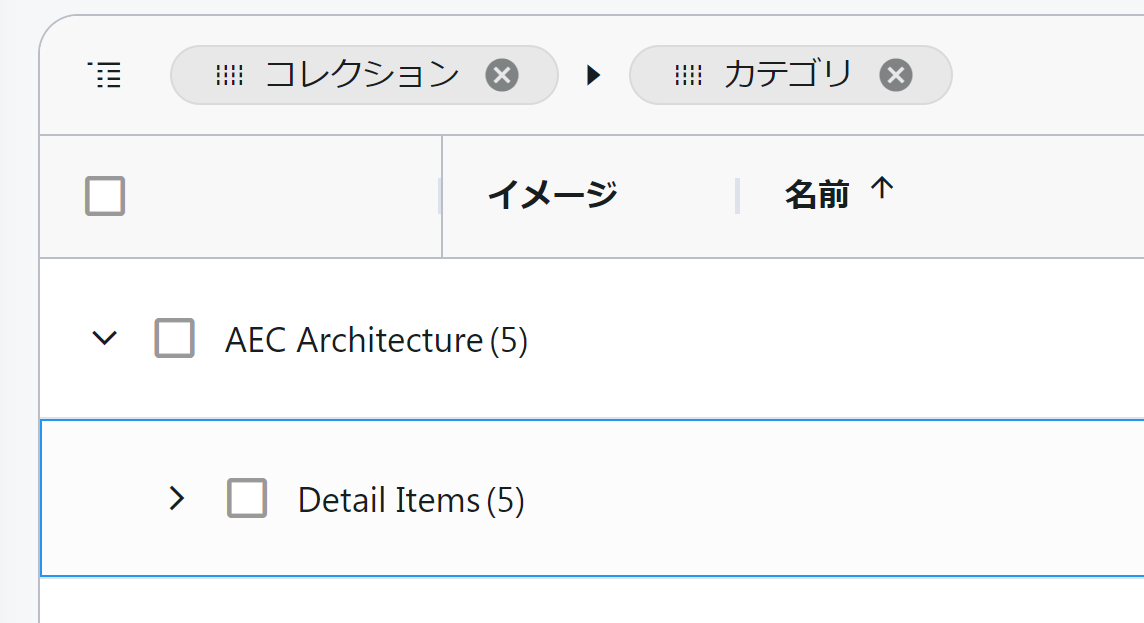 コレクション カテゴリ
イメージ 名前
AEC Architecture (5)
Detail Items (5)